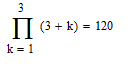 3
∏ (3 + k) = 120
k = 1